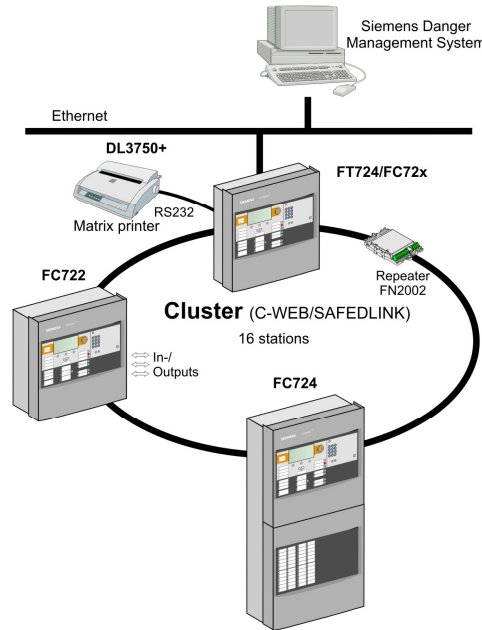 Siemens Danger
Management System
Ethernet
DL3750+
FT724/FC72x
RS232
Matrix printer
Repeater
FN2002
FC722
Cluster (C-WEB/SAFEDLINK)
16 stations
In-/
Outputs
FC724